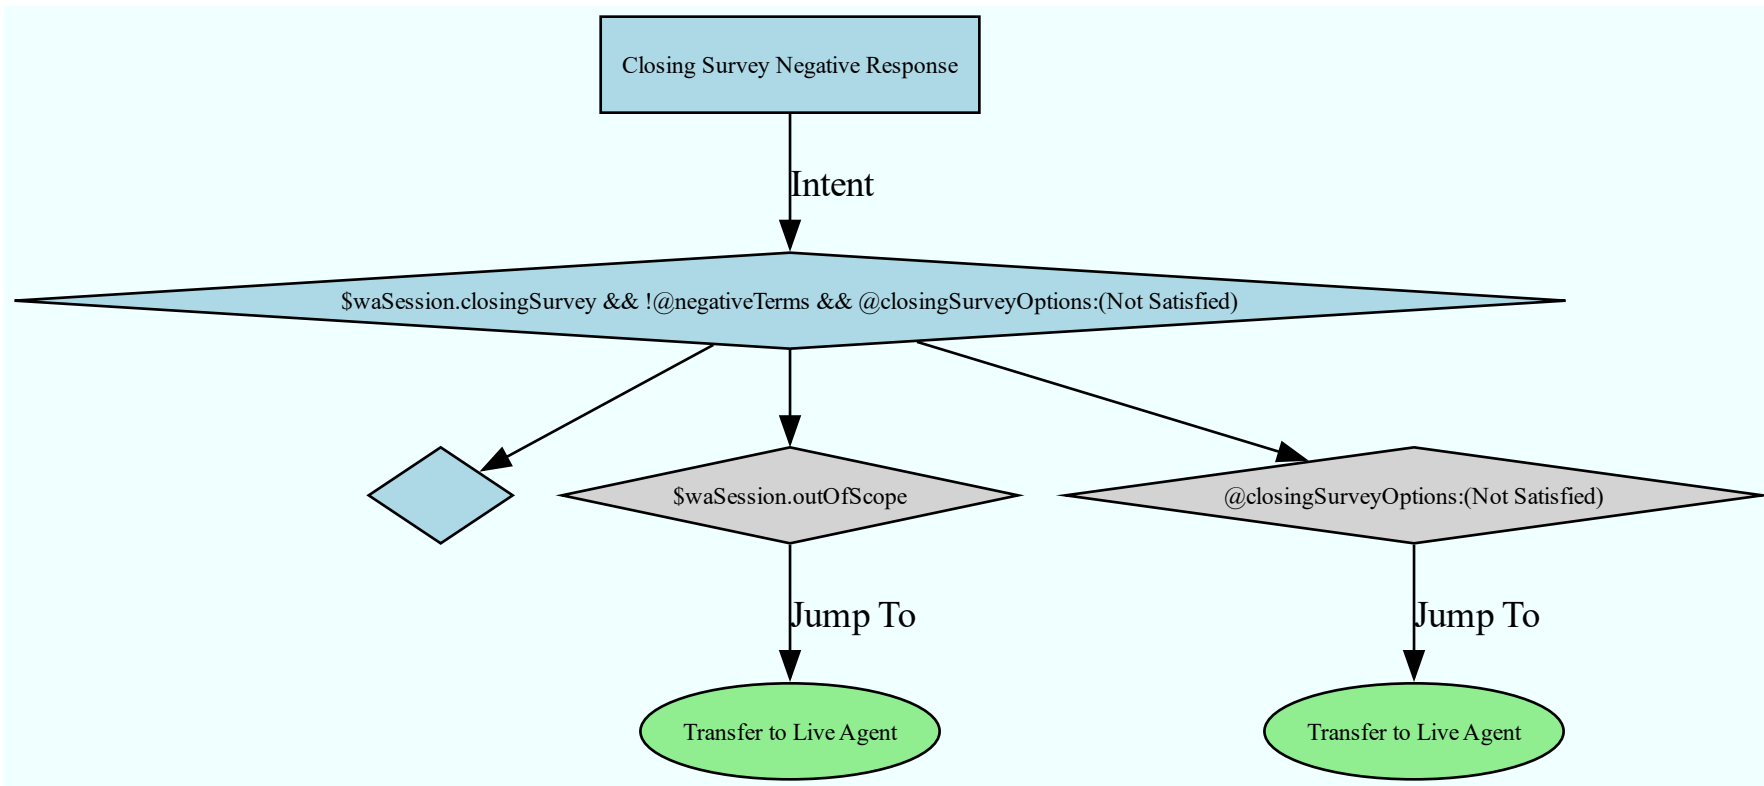 Closing Survey Negative Response
Intent
$waSession.closingSurvey && !@negativeTerms && @closingSurveyOptions:(Not Satisfied)
$waSession.outOfScope
@closingSurveyOptions:(Not Satisfied)
Jump To
Jump To
Transfer to Live Agent
Transfer to Live Agent